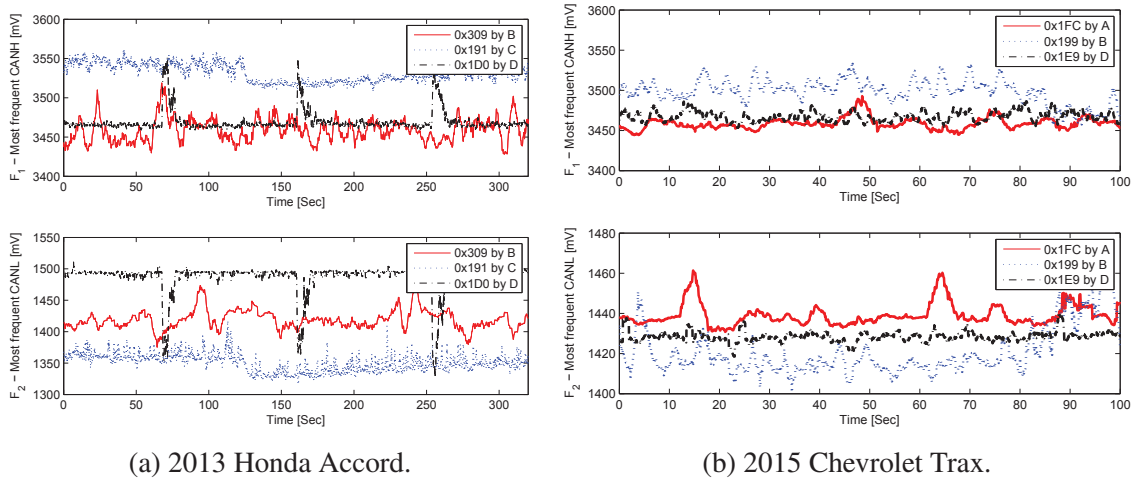 F1 − Most frequent CANH [mV]
3600
3550
3500
3450
3400
0x309 by B
0x191 by C
0x1D0 by D
0 50 100 150 200 250 300
Time [Sec]
F2 − Most frequent CANL [mV]
1550
1500
1450
1400
1350
1300
0x309 by B
0x191 by C
0x1D0 by D
0 50 100 150 200 250 300
Time [Sec]
(a) 2013 Honda Accord.
F1 − Most frequent CANH [mV]
3600
3550
3500
3450
3400
0x1FC by A
0x199 by B
0x1E9 by D
0 10 20 30 40 50 60 70 80 90 100
Time [Sec]
F2 − Most frequent CANL [mV]
1480
1460
1440
1420
1400
0x1FC by A
0x199 by B
0x1E9 by D
0 10 20 30 40 50 60 70 80 90 100
Time [Sec]
(b) 2015 Chevrolet Trax.